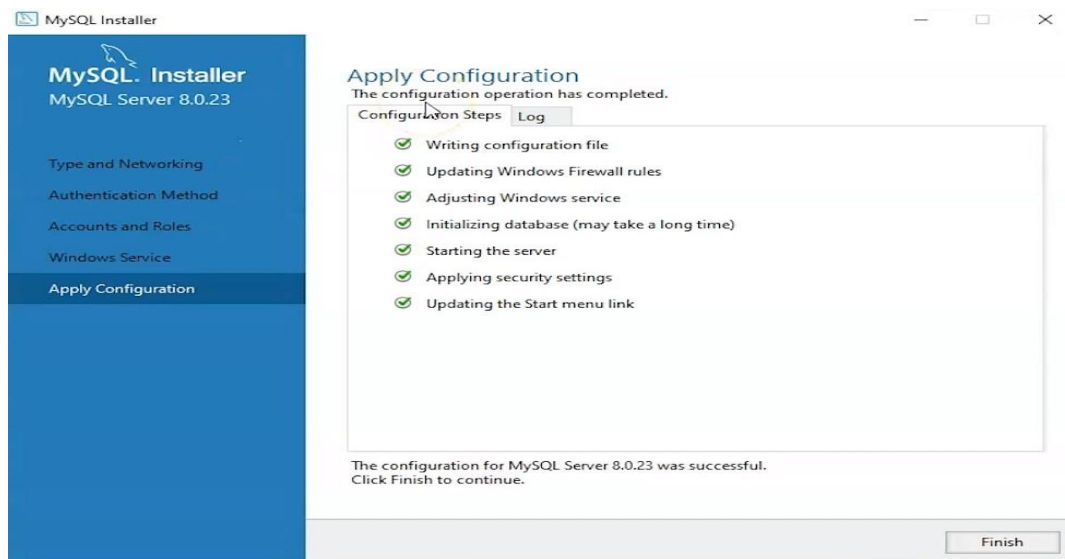 MySQL Installer
MySQL. Installer
MySQL Server 8.0.23
Type and Networking
Authentication Method
Accounts and Roles
Windows Service
Apply Configuration
Apply Configuration
The configuration operation has completed.
Configuration Steps
Log
Writing configuration file
Updating Windows Firewall rules
Adjusting Windows service
Initializing database (may take a long time)
Starting the server
Applying security settings
Updating the Start menu link
The configuration for MySQL Server 8.0.23 was successful.
Click Finish to continue.
Finish